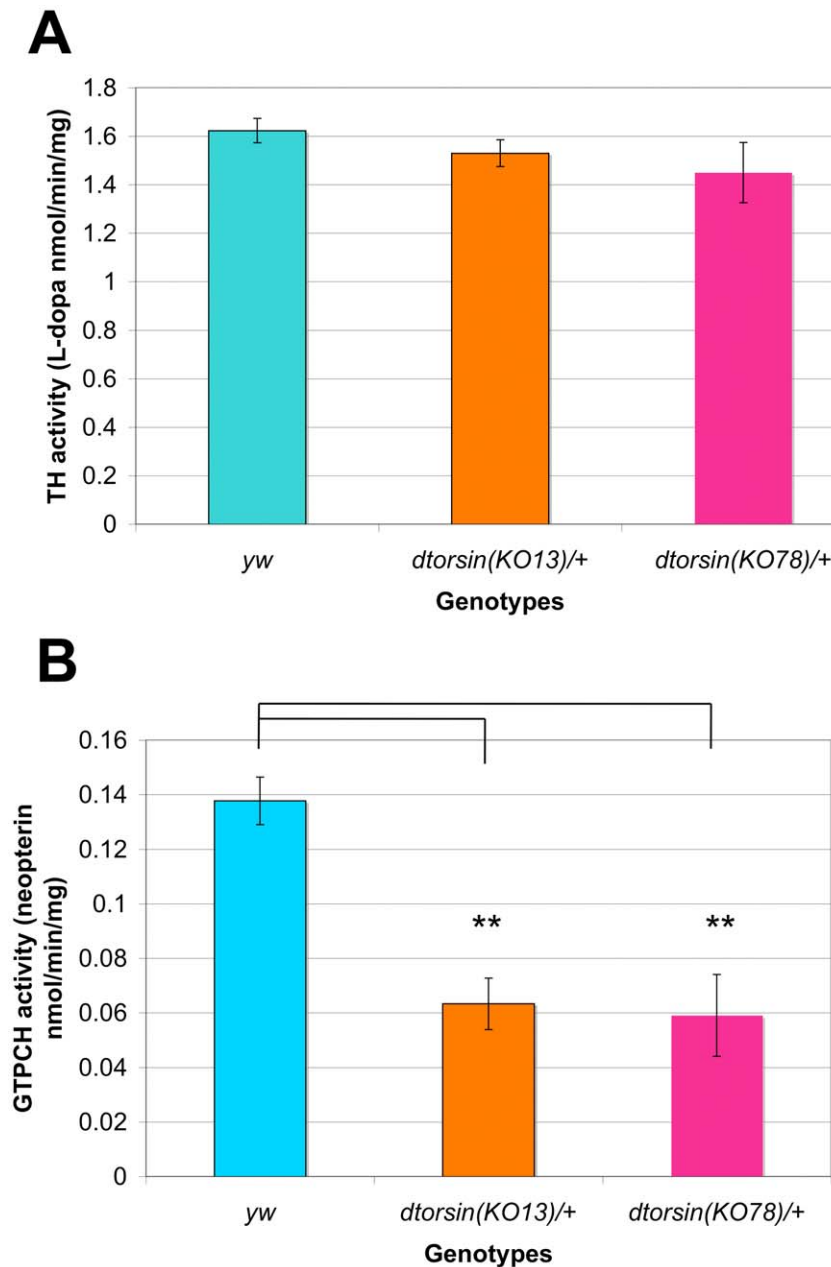 A
1.8
1.6
1.4
1.2
1
0.8
0.6
0.4
0.2
0
TH activity (L-dopa nmol/min/mg)
yw dtorsin(KO13)/+ dtorsin(KO78)/+
Genotypes
B
0.16
0.14
0.12
0.1
0.08
0.06
0.04
0.02
0
GTPCH activity (neopterin
nmol/min/mg)
** **
yw dtorsin(KO13)/+ dtorsin(KO78)/+
Genotypes